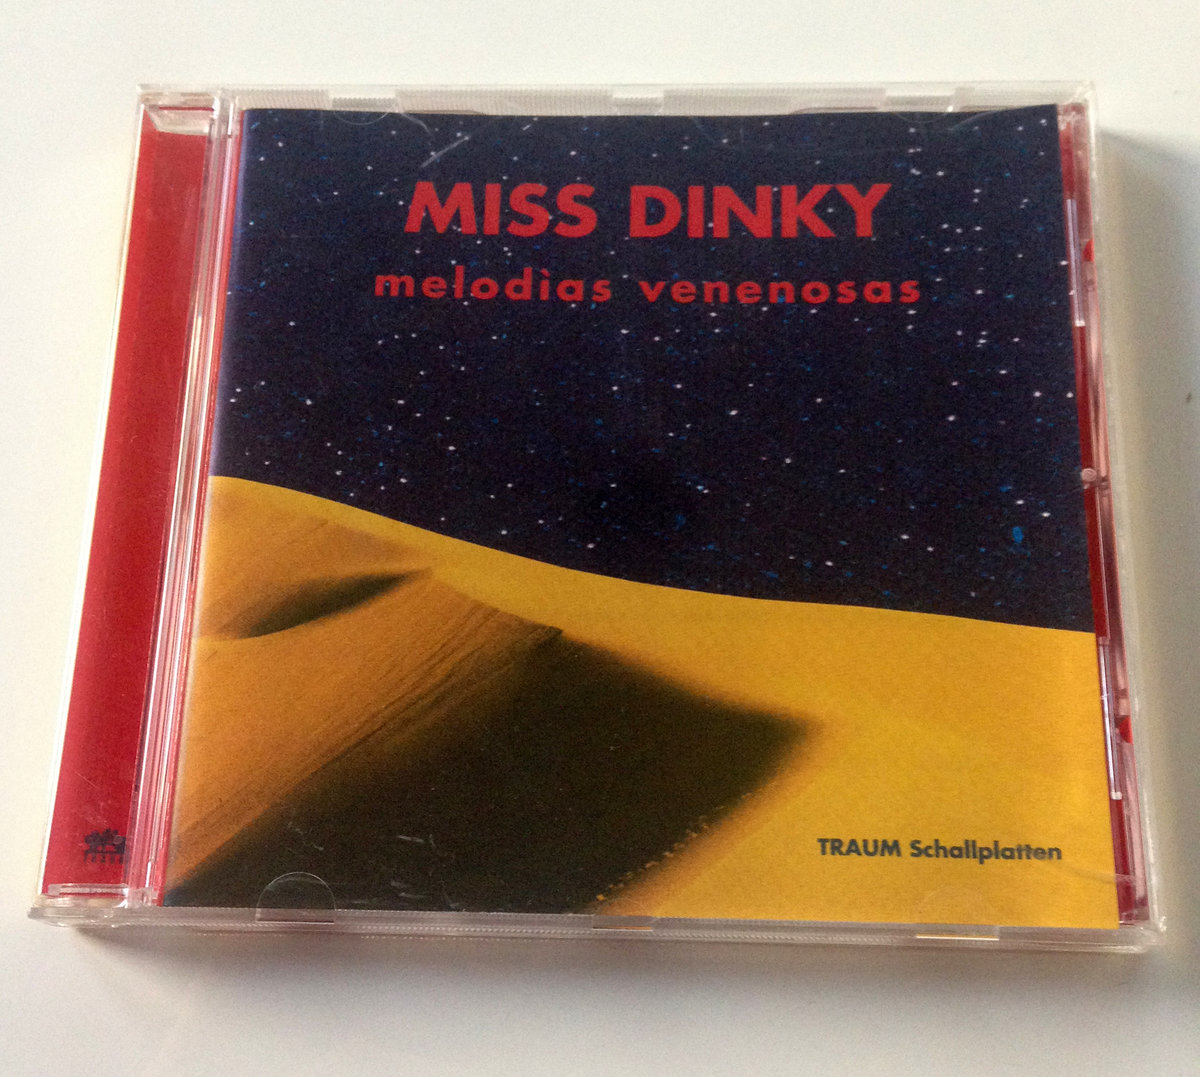 MISS DINKY
melodias venenosas
TRAUM Schallplatten